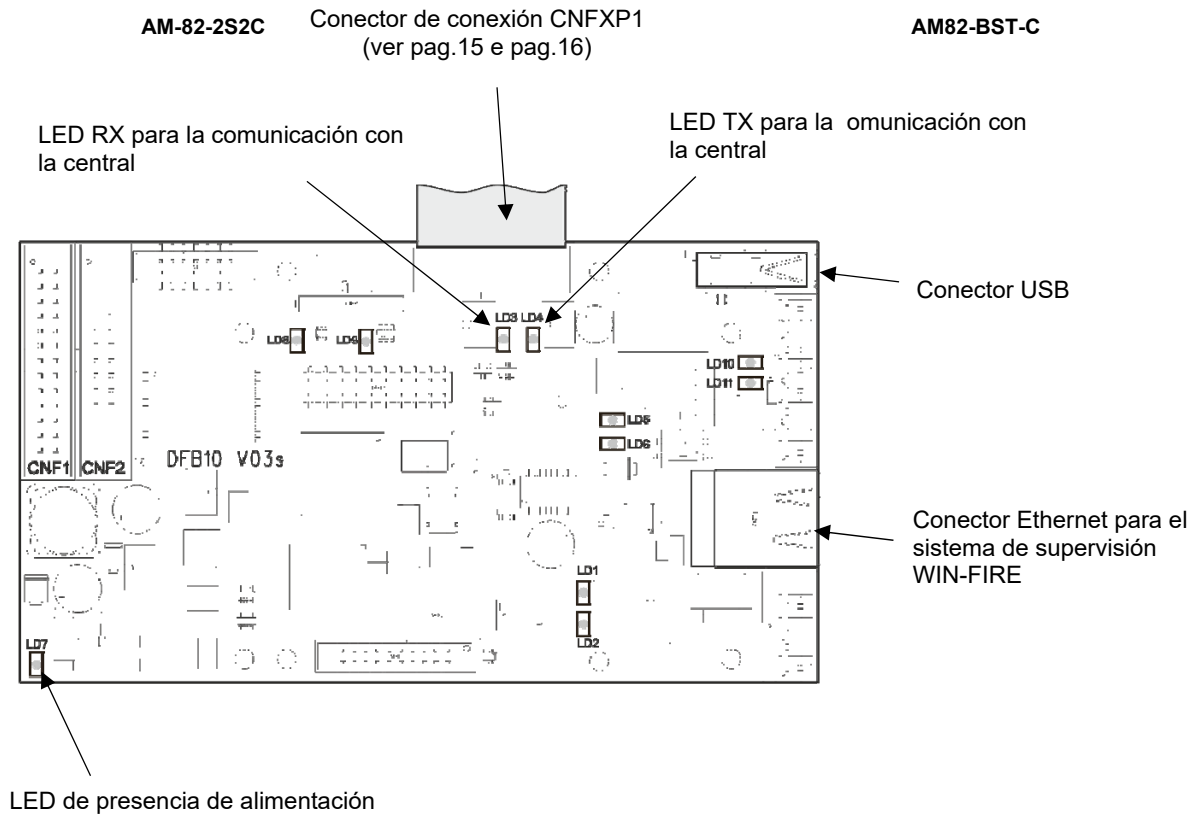 AM-82-2S2C
Conector de conexión CNFXP1
(ver pag.15 e pag.16)
AM82-BST-C
LED RX para la comunicación con
la central
LED TX para la omunicación con
la central
Conector USB
LD3 LD4
LD8
LD9
LD10
LD11
LD5
LD6
CNF1
CNF2
DFB10 V03s
Conector Ethernet para el
sistema de supervisión
WIN-FIRE
LD1
LD2
LD7
LED de presencia de alimentación